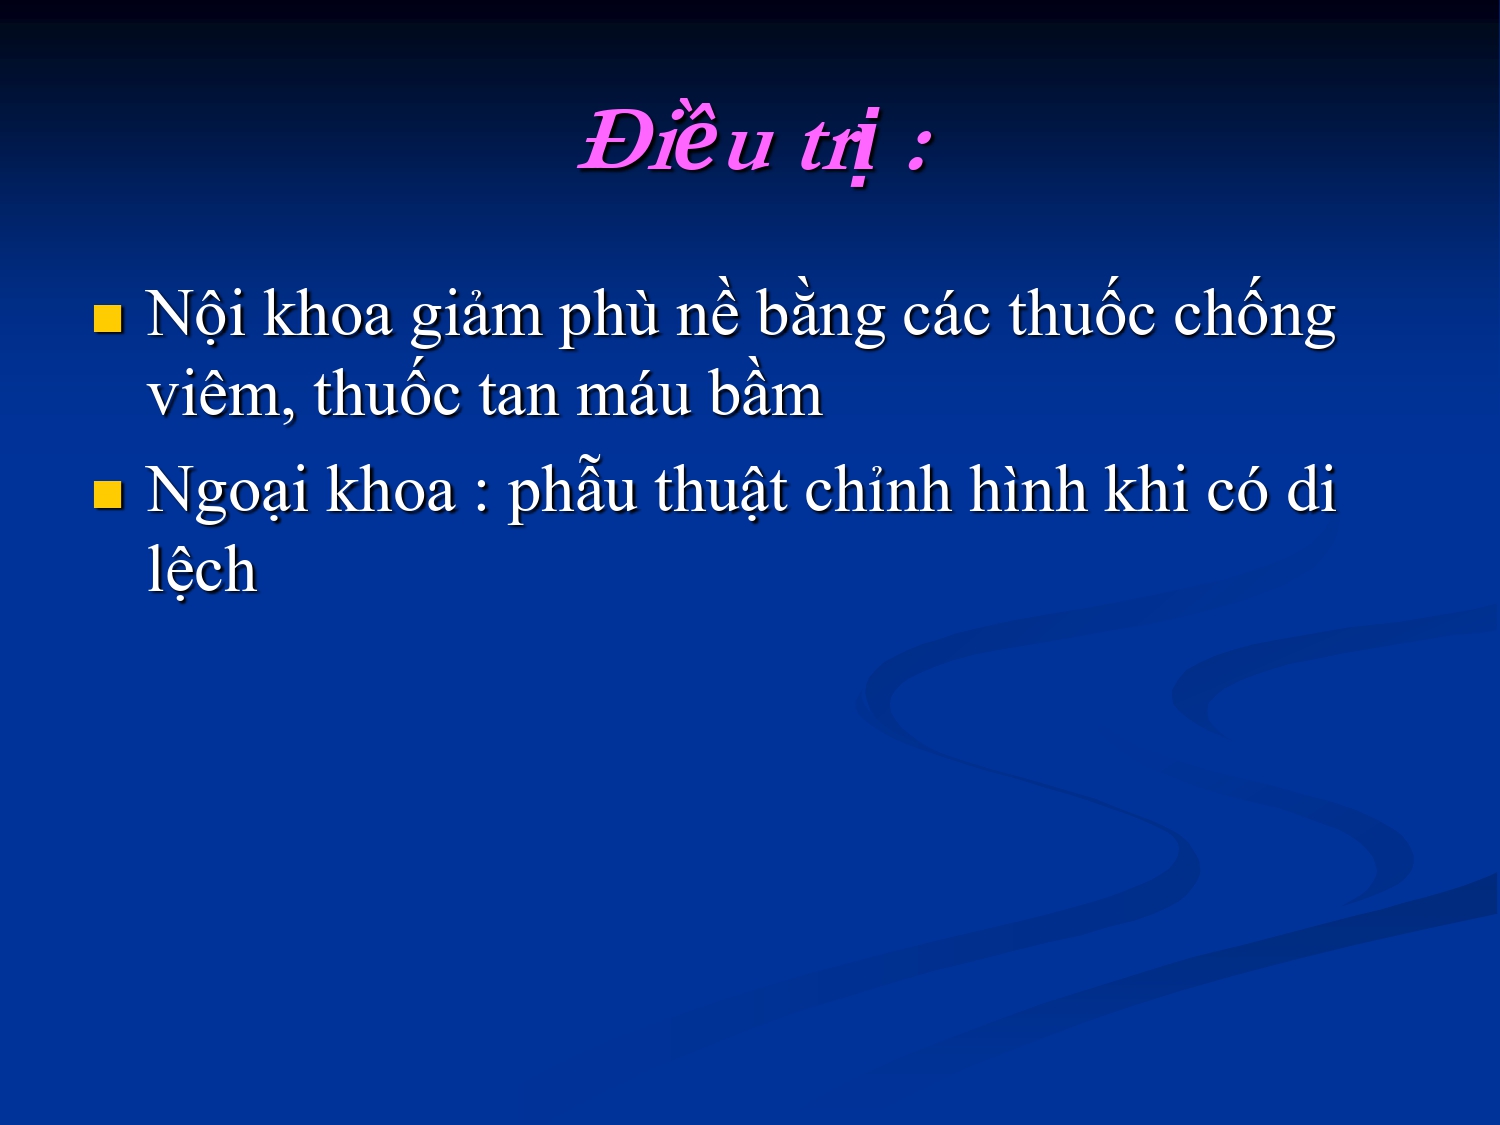 Điều trị :
Nội khoa giảm phù nề bằng các thuốc chống
viêm, thuốc tan máu bầm
Ngoại khoa : phẫu thuật chỉnh hình khi có di
lệch